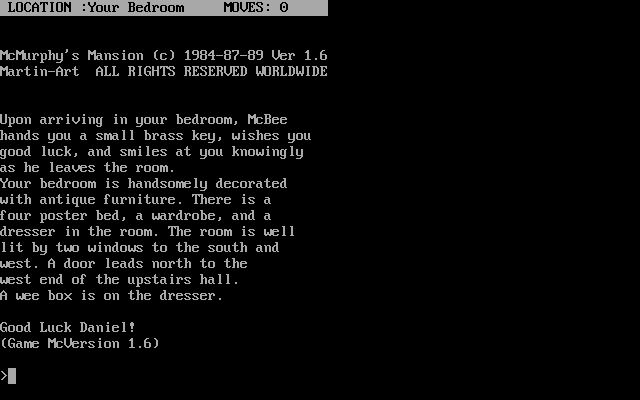 LOCATION :Your Bedroom MOVES: 0
McMurphy's Mansion (c) 1984-87-89 Ver 1.6
Martin-Art ALL RIGHTS RESERVED WORLDWIDE
Upon arriving in your bedroom, McBee
hands you a small brass key, wishes you
good luck, and smiles at you knowingly
as he leaves the room.
Your bedroom is handsomely decorated
with antique furniture. There is a
four poster bed, a wardrobe, and a
dresser in the room. The room is well
lit by two windows to the south and
west. A door leads north to the
west end of the upstairs hall.
A wee box is on the dresser.
Good Luck Daniel!
(Game McVersion 1.6)
>